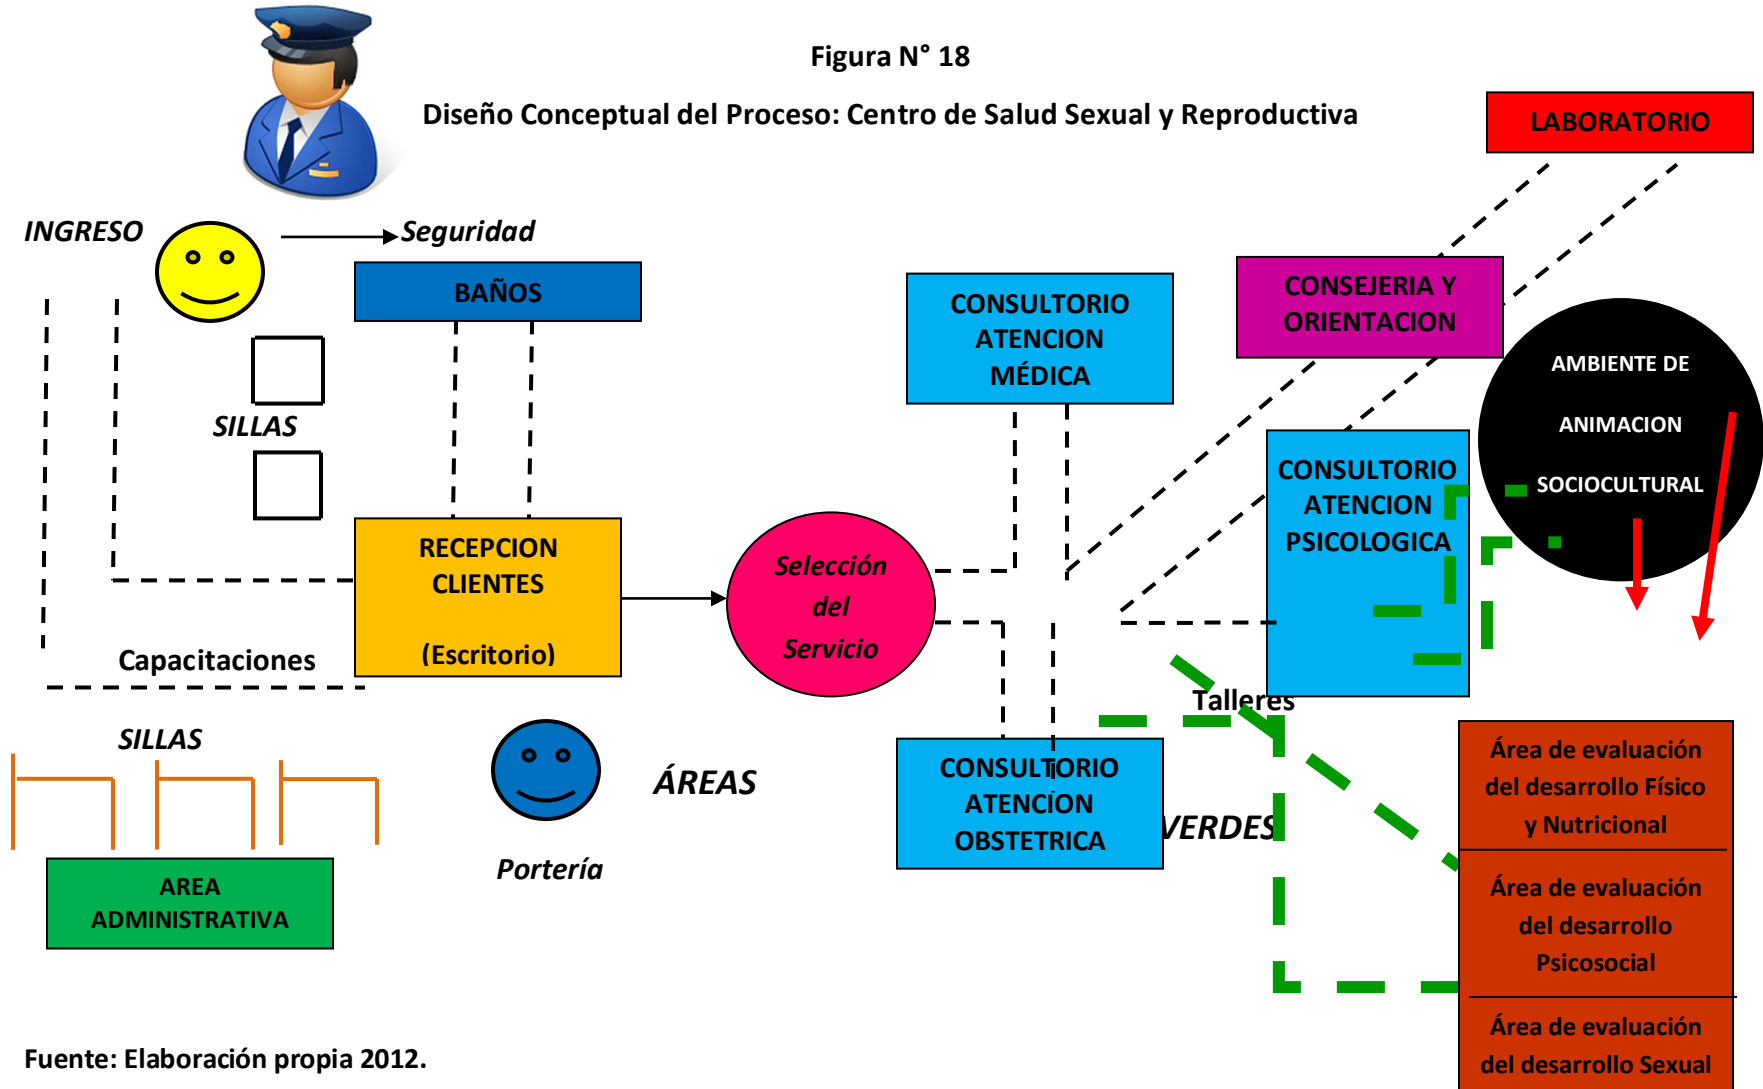 Figura N° 18
Diseño Conceptual del Proceso: Centro de Salud Sexual y Reproductiva
LABORATORIO
INGRESO
Seguridad
BAÑOS
CONSULTORIO
ATENCION
MÉDICA
CONSEJERIA Y
ORIENTACION
AMBIENTE DE
ANIMACION
SOCIOCULTURAL
SILLAS
CONSULTORIO
ATENCION
PSICOLOGICA
RECEPCION
CLIENTES
(Escritorio)
Selección
del
Servicio
Capacitaciones
Talleres
SILLAS
ÁREAS
CONSULTORIO
ATENCION
OBSTETRICA
VERDES
Portería
AREA
ADMINISTRATIVA
Área de evaluación
del desarrollo Físico
y Nutricional
Área de evaluación
del desarrollo
Psicosocial
Área de evaluación
del desarrollo Sexual
Fuente: Elaboración propia 2012.